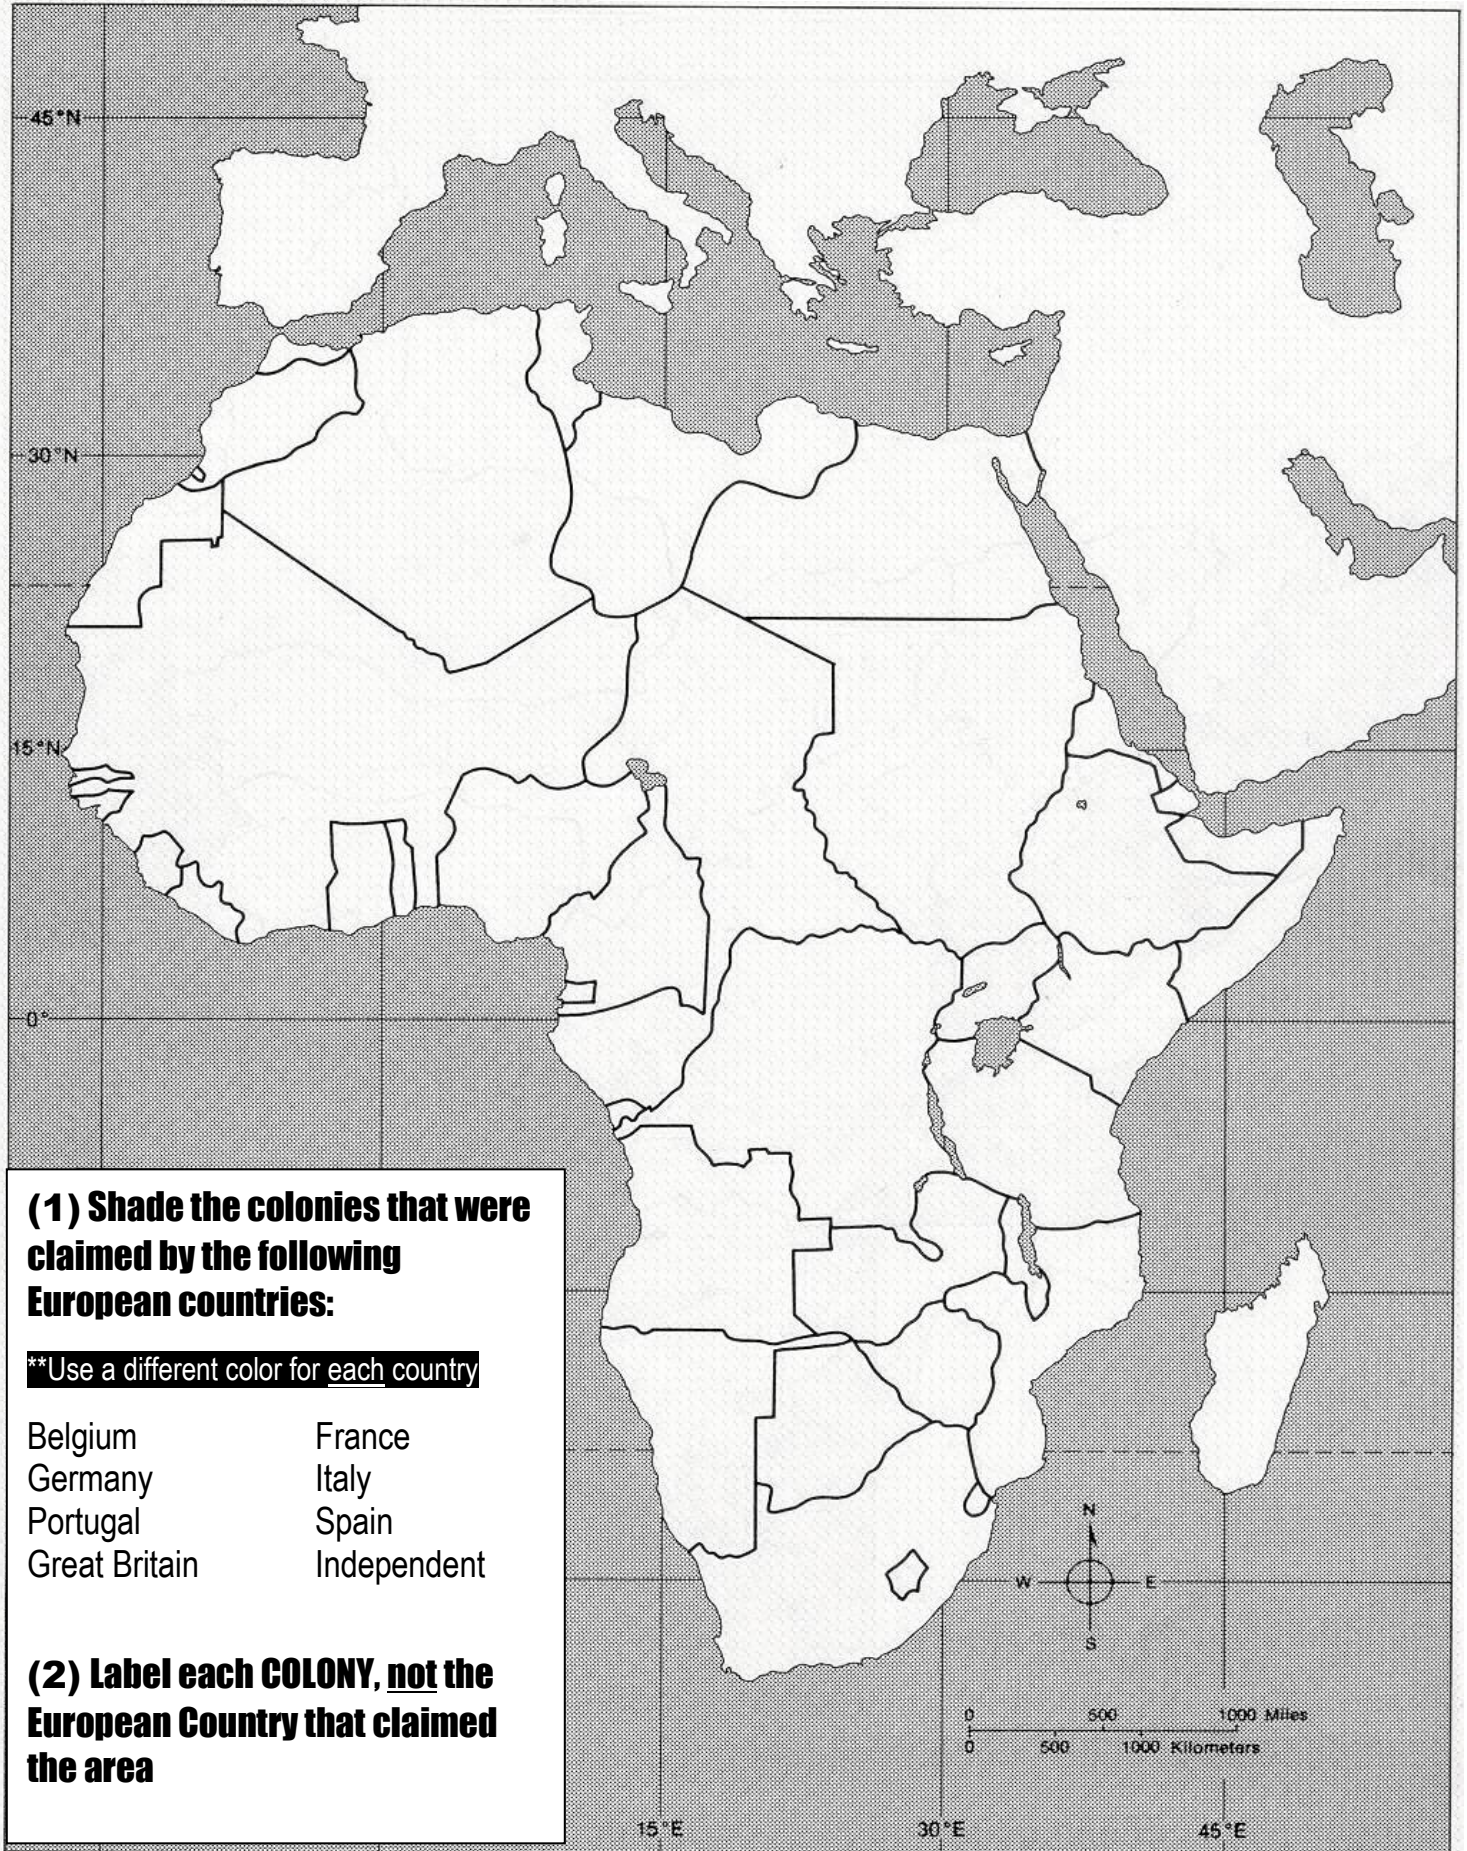 45°N
30°N
15°N
0°
(1) Shade the colonies that were
claimed by the following
European countries:
**Use a different color for each country
Belgium France
Germany Italy
Portugal Spain
Great Britain Independent
(2) Label each COLONY, not the
European Country that claimed
the area
N
W E
S
0 500 1000 Miles
0 500 1000 Kilometers
15°E 30°E 45°E